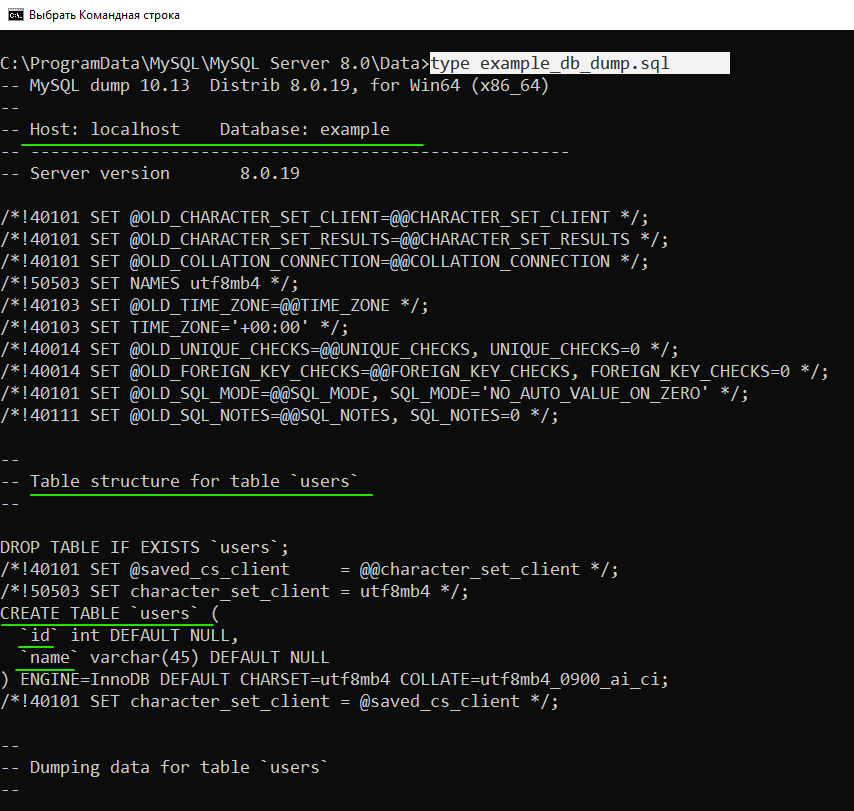 Выбрать Командная строка
C:\ProgramData\MySQL\MySQL Server 8.0\Data>type example_db_dump.sql
-- MySQL dump 10.13  Distrib 8.0.19, for Win64 (x86_64)
--
-- Host: localhost    Database: example
-- ------------------------------------------------------
-- Server version       8.0.19
/*!40101 SET @OLD_CHARACTER_SET_CLIENT=@@CHARACTER_SET_CLIENT */;
/*!40101 SET @OLD_CHARACTER_SET_RESULTS=@@CHARACTER_SET_RESULTS */;
/*!40101 SET @OLD_COLLATION_CONNECTION=@@COLLATION_CONNECTION */;
/*!50503 SET NAMES utf8mb4 */;
/*!40103 SET @OLD_TIME_ZONE=@@TIME_ZONE */;
/*!40103 SET TIME_ZONE='+00:00' */;
/*!40014 SET @OLD_UNIQUE_CHECKS=@@UNIQUE_CHECKS, UNIQUE_CHECKS=0 */;
/*!40014 SET @OLD_FOREIGN_KEY_CHECKS=@@FOREIGN_KEY_CHECKS, FOREIGN_KEY_CHECKS=0 */;
/*!40101 SET @OLD_SQL_MODE=@@SQL_MODE, SQL_MODE='NO_AUTO_VALUE_ON_ZERO' */;
/*!40111 SET @OLD_SQL_NOTES=@@SQL_NOTES, SQL_NOTES=0 */;
--
-- Table structure for table `users`
--
DROP TABLE IF EXISTS `users`;
/*!40101 SET @saved_cs_client     = @@character_set_client */;
/*!50503 SET character_set_client = utf8mb4 */;
CREATE TABLE `users` (
  `id` int DEFAULT NULL,
  `name` varchar(45) DEFAULT NULL
) ENGINE=InnoDB DEFAULT CHARSET=utf8mb4 COLLATE=utf8mb4_0900_ai_ci;
/*!40101 SET character_set_client = @saved_cs_client */;
--
-- Dumping data for table `users`
--